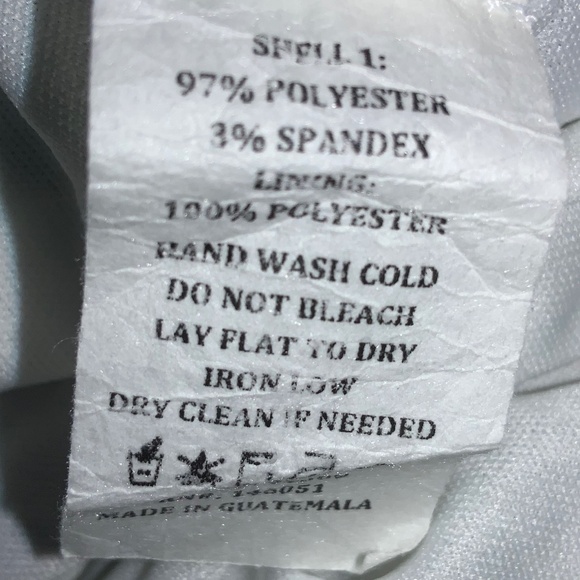 SHELL 1:
97% POLYESTER
3% SPANDEX
LINING:
100% POLYESTER
HAND WASH COLD
DO NOT BLEACH
LAY FLAT TO DRY
IRON LOW
DRY CLEAN IF NEEDED
MADE IN GUATEMALA